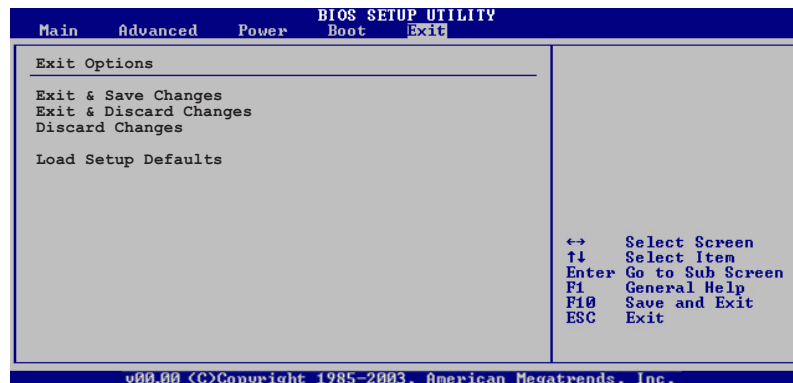 BIOS SETUP UTILITY
Main Advanced Power Boot Exit
Exit Options
Exit & Save Changes
Exit & Discard Changes
Discard Changes
Load Setup Defaults
←→ Select Screen
↑↓ Select Item
Enter Go to Sub Screen
F1 General Help
F10 Save and Exit
ESC Exit
v00.00 (C)Copyright 1985-2003, American Megatrends, Inc.